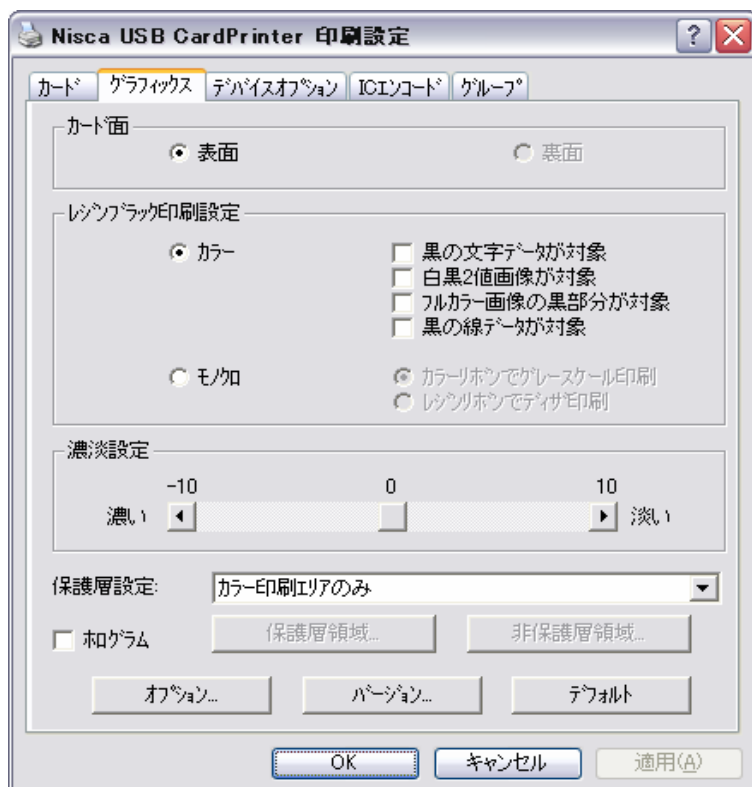 Nisca USB CardPrinter 印刷設定
カード グラフィックス デバイスオプション ICエンコード グループ
カード面
表面 裏面
レジンブラック印刷設定
カラー 黒の文字データが対象
白黒2値画像が対象
フルカラー画像の黒部分が対象
黒の線データが対象
モノクロ カラーリボンでグレースケール印刷
レジンリボンでディザ印刷
濃淡設定
-10 0 10
濃い 淡い
保護層設定: カラー印刷エリアのみ
ホログラム 保護層領域... 非保護層領域...
オプション... バージョン... デフォルト
OK キャンセル 適用(A)